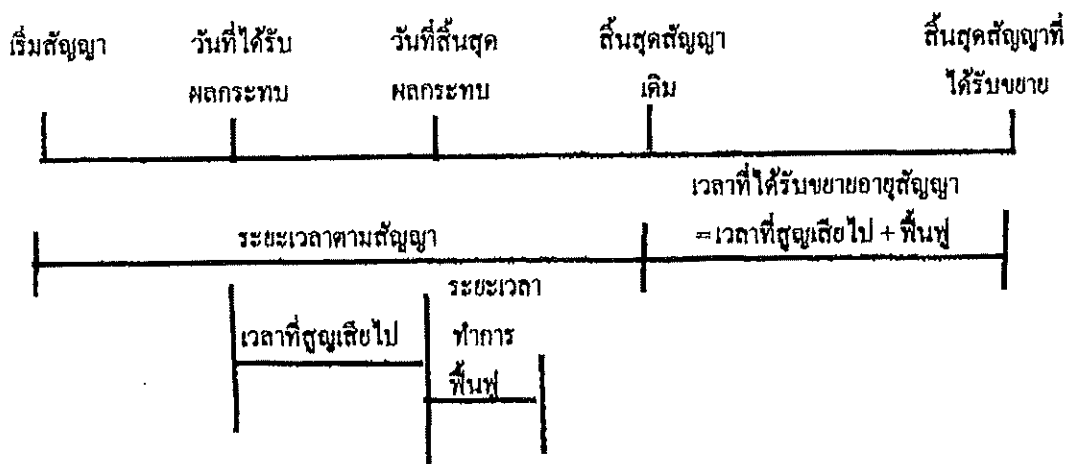 เริ่มสัญญา วันที่ได้รับ วันที่สิ้นสุด สิ้นสุดสัญญา สิ้นสุดสัญญาที่
ผลกระทบ ผลกระทบ เดิม ได้รับขยาย
เวลาที่ได้รับขยายอายุสัญญา
ระยะเวลาตามสัญญา =เวลาที่สูญเสียไป + ฟื้นฟู
ระยะเวลา
เวลาที่สูญเสียไป ทำการ
ฟื้นฟู